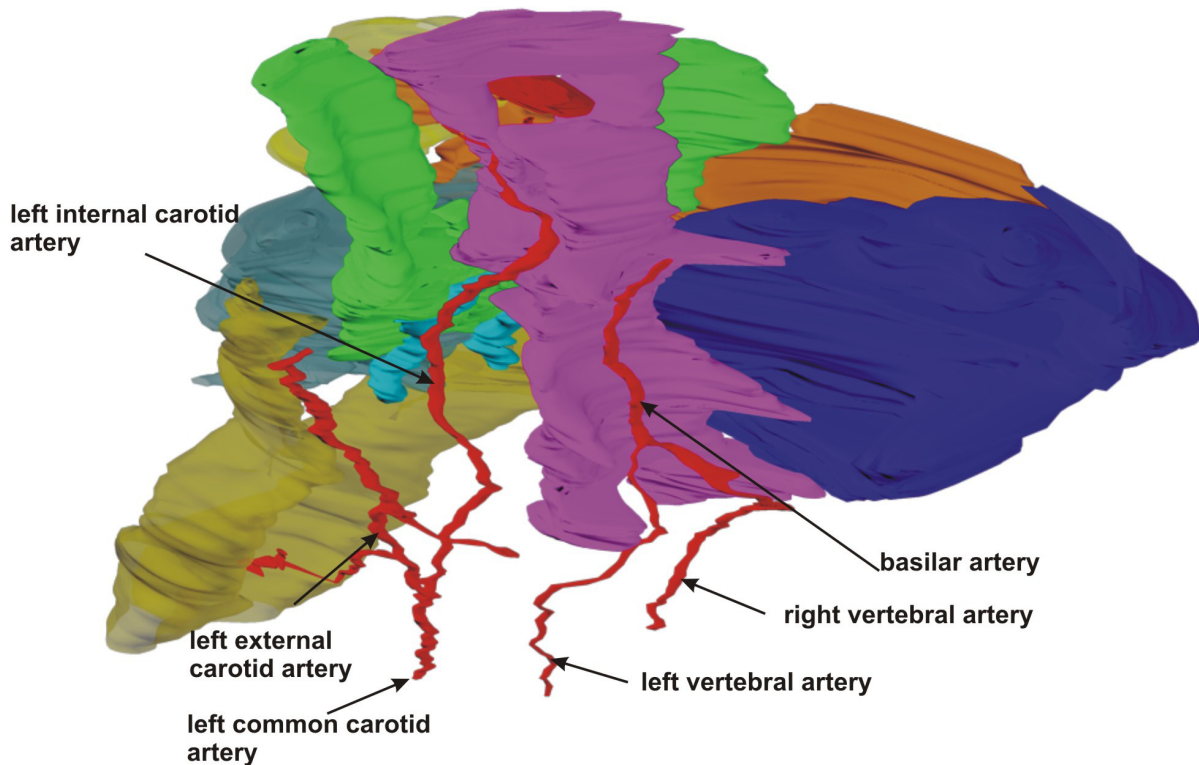 left internal carotid
artery
basilar artery
right vertebral artery
left external
carotid artery
left vertebral artery
left common carotid
artery